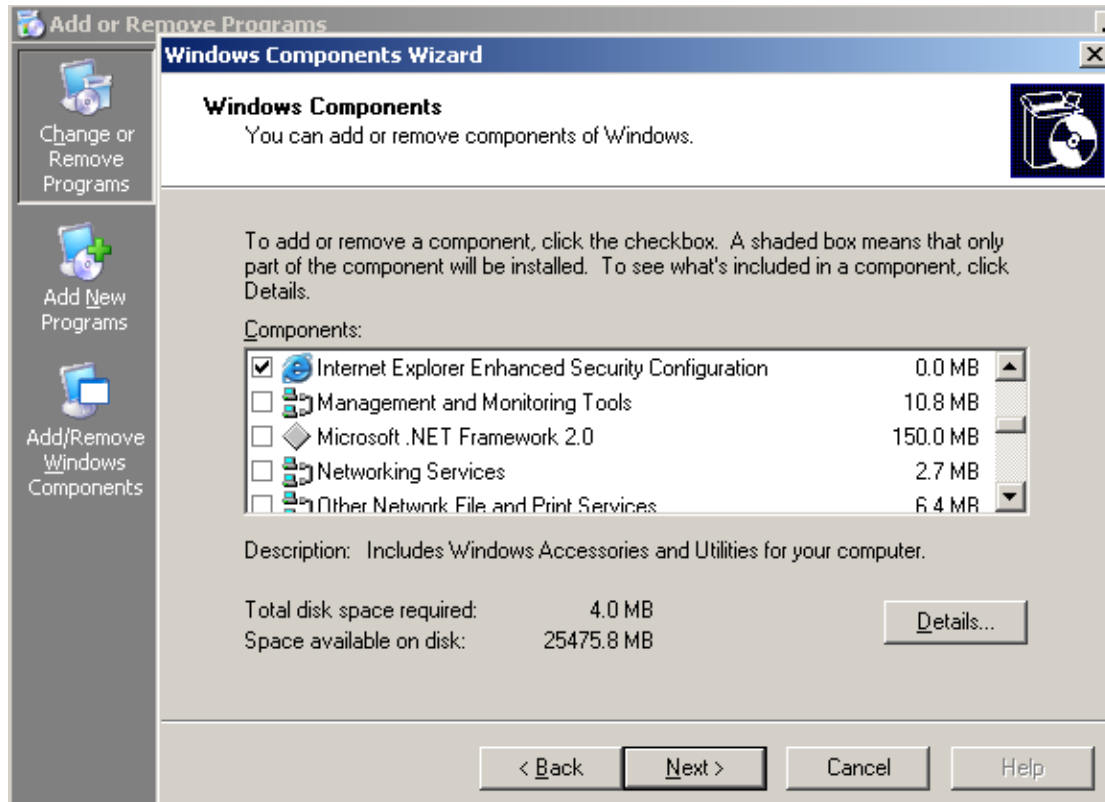 Add or Remove Programs
Windows Components Wizard
Change or
Remove
Programs
Add New
Programs
Add/Remove
Windows
Components
Windows Components
You can add or remove components of Windows.
To add or remove a component, click the checkbox. A shaded box means that only
part of the component will be installed. To see what's included in a component, click
Details.
Components:
Internet Explorer Enhanced Security Configuration 0.0 MB
Management and Monitoring Tools 10.8 MB
Microsoft .NET Framework 2.0 150.0 MB
Networking Services 2.7 MB
Other Network File and Print Services 6.4 MB
Description: Includes Windows Accessories and Utilities for your computer.
Total disk space required: 4.0 MB
Space available on disk: 25475.8 MB
Details...
< Back
Next >
Cancel
Help